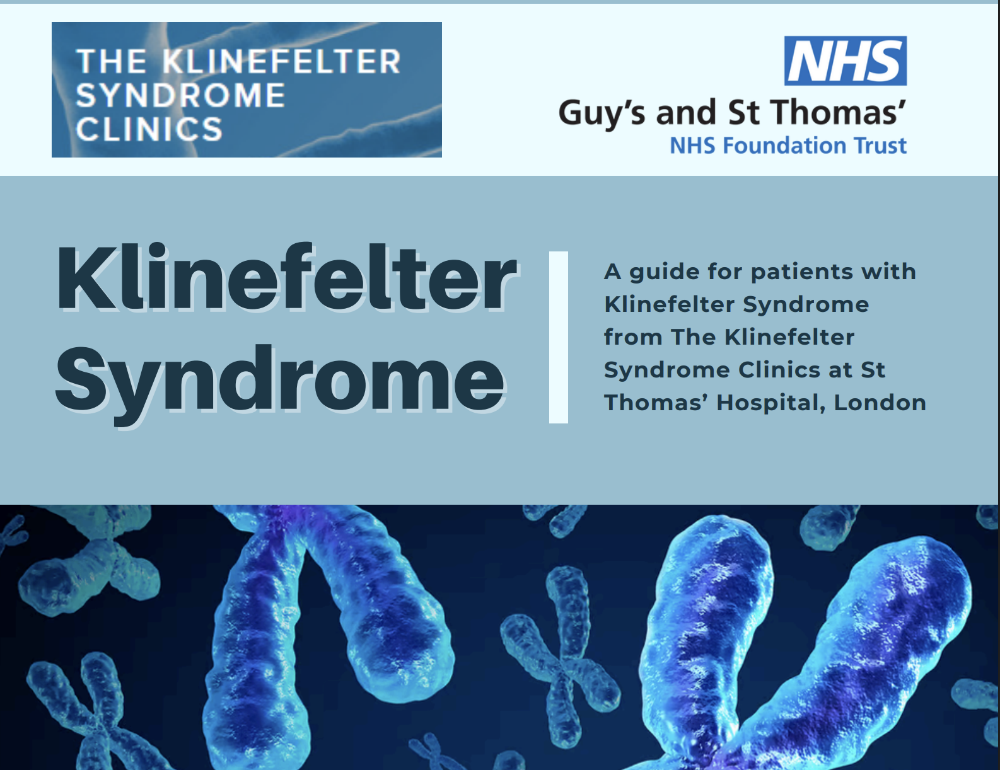 THE KLINEFELTER
SYNDROME
CLINICS
NHS
Guy’s and St Thomas’
NHS Foundation Trust
Klinefelter
Syndrome
A guide for patients with
Klinefelter Syndrome
from The Klinefelter
Syndrome Clinics at St
Thomas’ Hospital, London